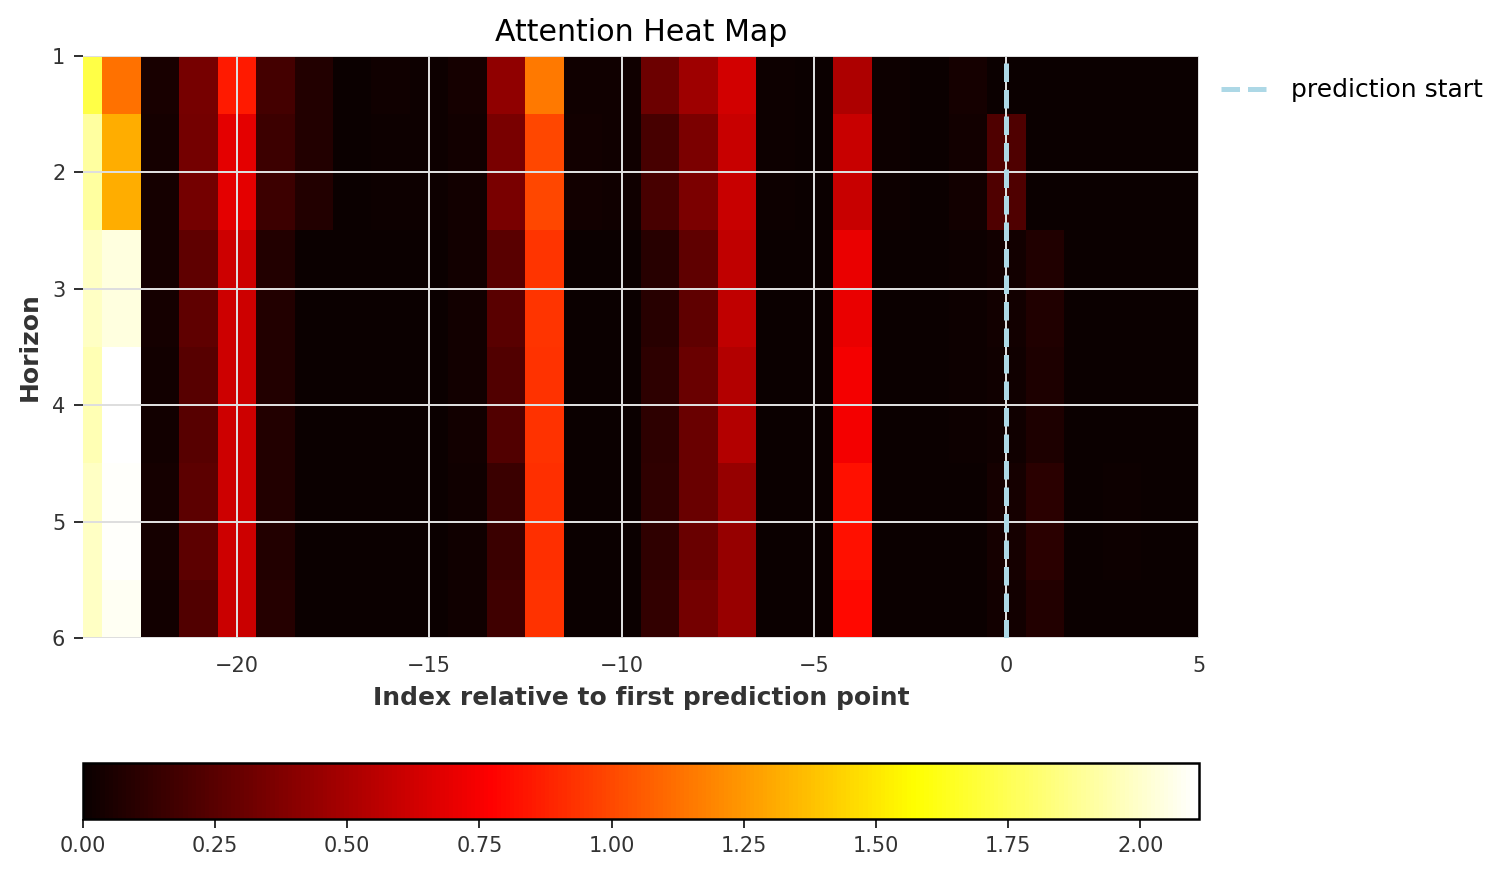 Attention Heat Map
prediction start
Horizon
1
2
3
4
5
6
−20 −15 −10 −5 0 5
Index relative to first prediction point
0.00 0.25 0.50 0.75 1.00 1.25 1.50 1.75 2.00